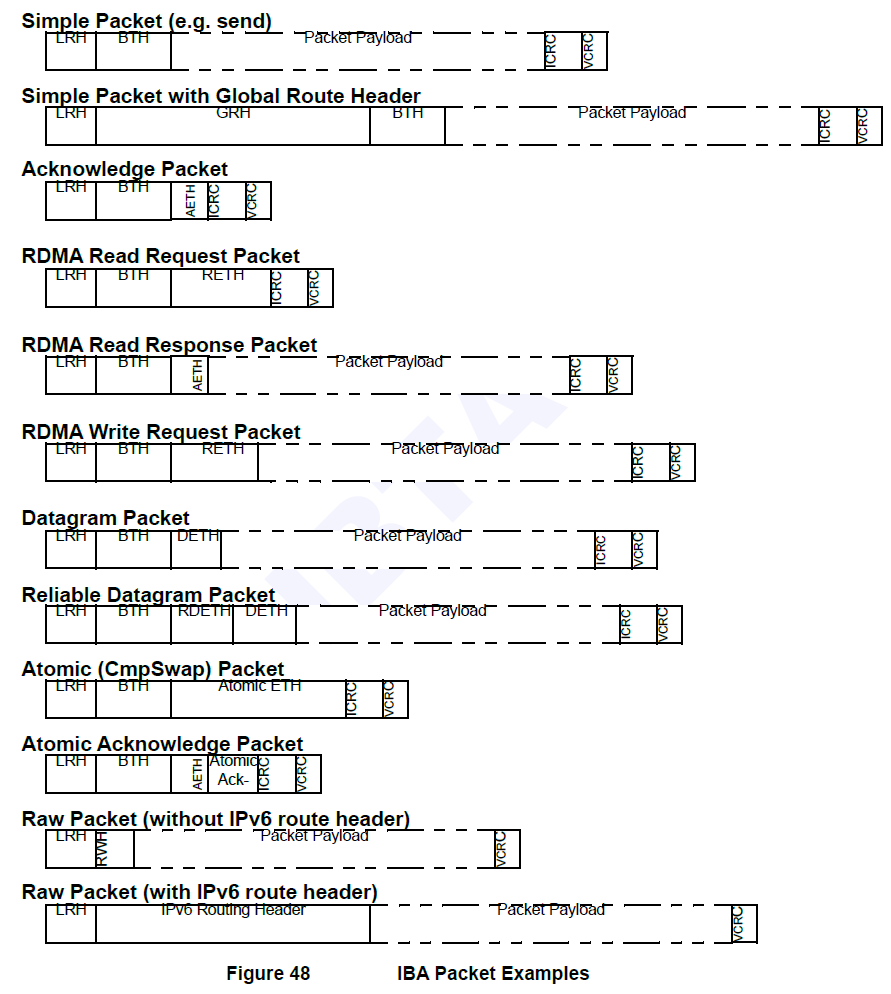 Simple Packet (e.g. send)
LRH BTH Packet Payload ICRC VCRC
Simple Packet with Global Route Header
LRH GRH BTH Packet Payload ICRC VCRC
Acknowledge Packet
LRH BTH AETH ICRC VCRC
RDMA Read Request Packet
LRH BTH RETH ICRC VCRC
RDMA Read Response Packet
LRH BTH AETH Packet Payload ICRC VCRC
RDMA Write Request Packet
LRH BTH RETH Packet Payload ICRC VCRC
Datagram Packet
LRH BTH DETH Packet Payload ICRC VCRC
Reliable Datagram Packet
LRH BTH RDETH DETH Packet Payload ICRC VCRC
Atomic (CmpSwap) Packet
LRH BTH Atomic ETH ICRC VCRC
Atomic Acknowledge Packet
LRH BTH AETH Atomic ICRC VCRC
Ack-
Raw Packet (without IPv6 route header)
LRH RWH Packet Payload VCRC
Raw Packet (with IPv6 route header)
LRH IPv6 Routing Header Packet Payload VCRC
Figure 48 IBA Packet Examples
IBTA